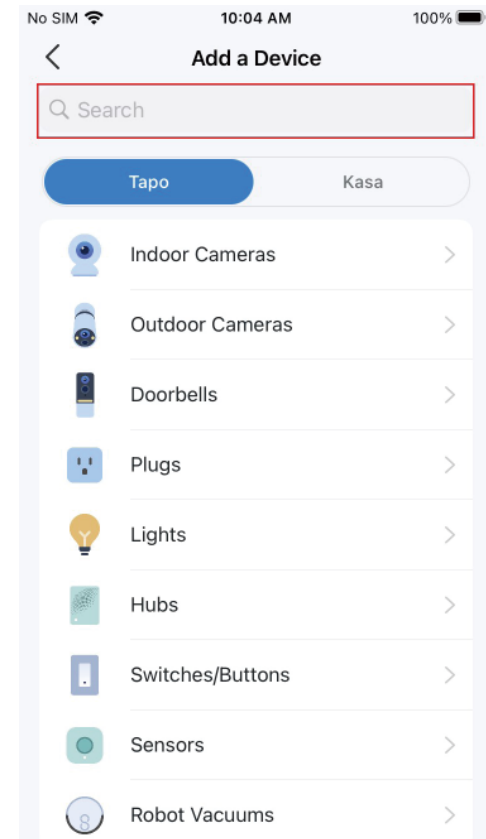 No SIM 10:04 AM 100%
Add a Device
Search
Tapo Kasa
Indoor Cameras
Outdoor Cameras
Doorbells
Plugs
Lights
Hubs
Switches/Buttons
Sensors
8 Robot Vacuums